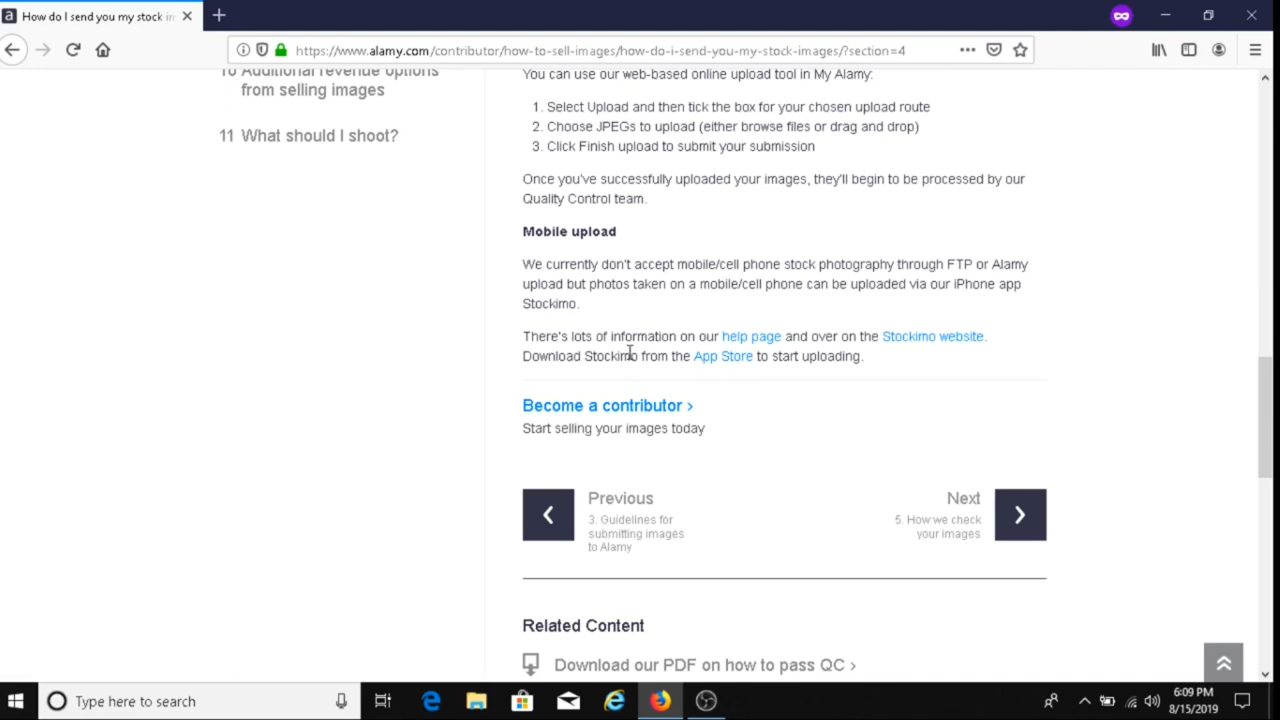 How do I send you my stock im
https://www.alamy.com/contributor/how-to-sell-images/how-do-i-send-you-my-stock-images/?section=4
10 Additional revenue options
from selling images
11 What should I shoot?
You can use our web-based online upload tool in My Alamy:
1. Select Upload and then tick the box for your chosen upload route
2. Choose JPEGs to upload (either browse files or drag and drop)
3. Click Finish upload to submit your submission
Once you've successfully uploaded your images, they'll begin to be processed by our
Quality Control team.
Mobile upload
We currently don't accept mobile/cell phone stock photography through FTP or Alamy
upload but photos taken on a mobile/cell phone can be uploaded via our iPhone app
Stockimo.
There's lots of information on our help page and over on the Stockimo website.
Download Stockimo from the App Store to start uploading.
Become a contributor ›
Start selling your images today
Previous
3. Guidelines for
submitting images
to Alamy
Next
5. How we check
your images
Related Content
Download our PDF on how to pass QC ›
Type here to search
6:09 PM
8/15/2019